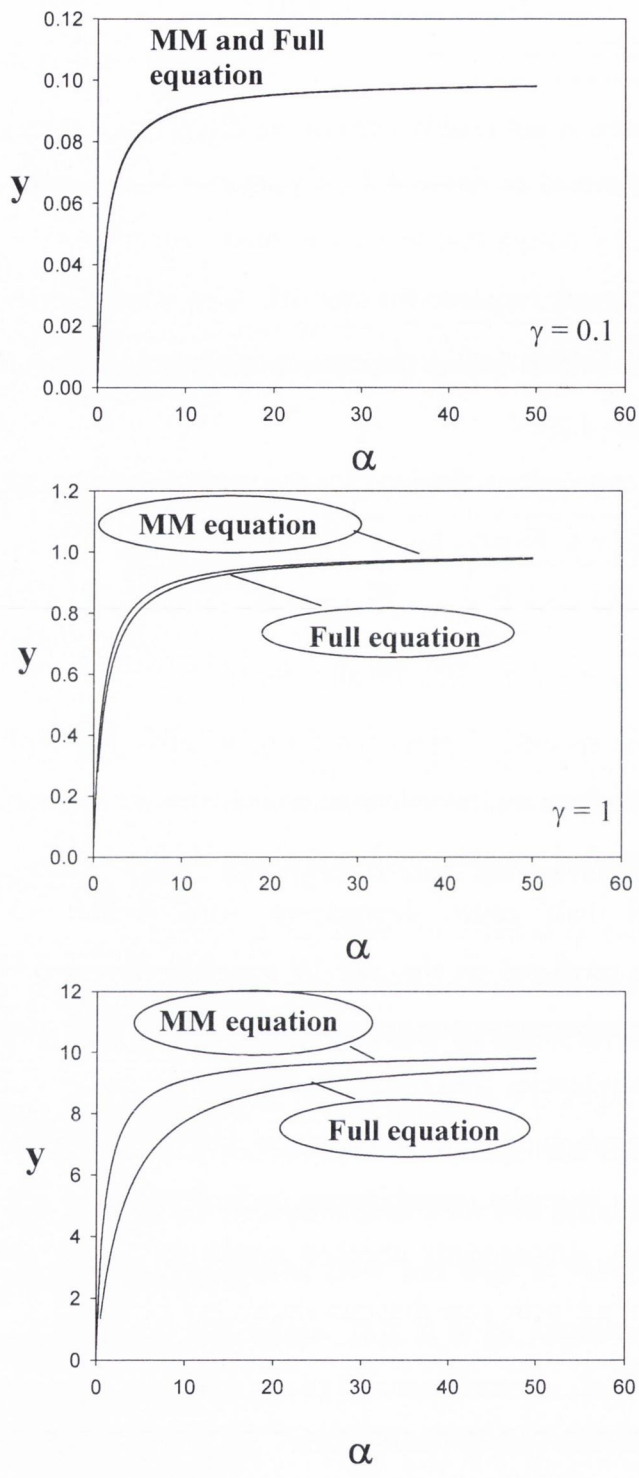 MM and Full
equation
0.12
0.10
0.08
y
0.06
0.04
0.02
0.00
γ = 0.1
0 10 20 30 40 50 60
α
1.2
MM equation
1.0
0.8
Full equation
y
0.6
0.4
0.2
0.0
γ = 1
0 10 20 30 40 50 60
α
12
MM equation
10
8
Full equation
y
6
4
2
0
0 10 20 30 40 50 60
α